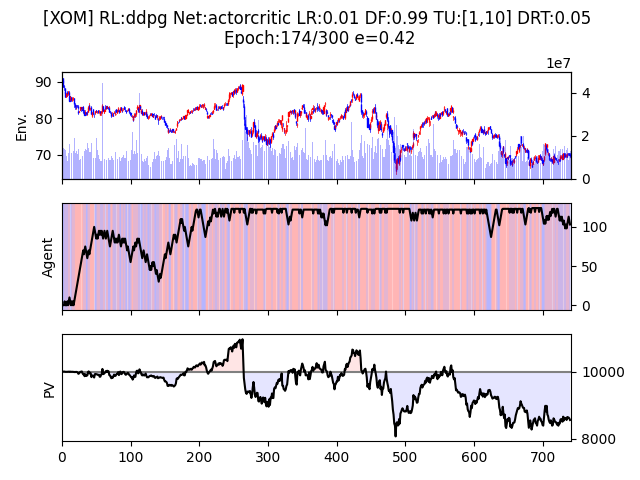 [XOM] RL:ddpg Net:actorcritic LR:0.01 DF:0.99 TU:[1,10] DRT:0.05
Epoch:174/300 e=0.42
1e7
90
80
70
Env.
4
2
0
Agent
100
50
0
PV
10000
8000
0 100 200 300 400 500 600 700